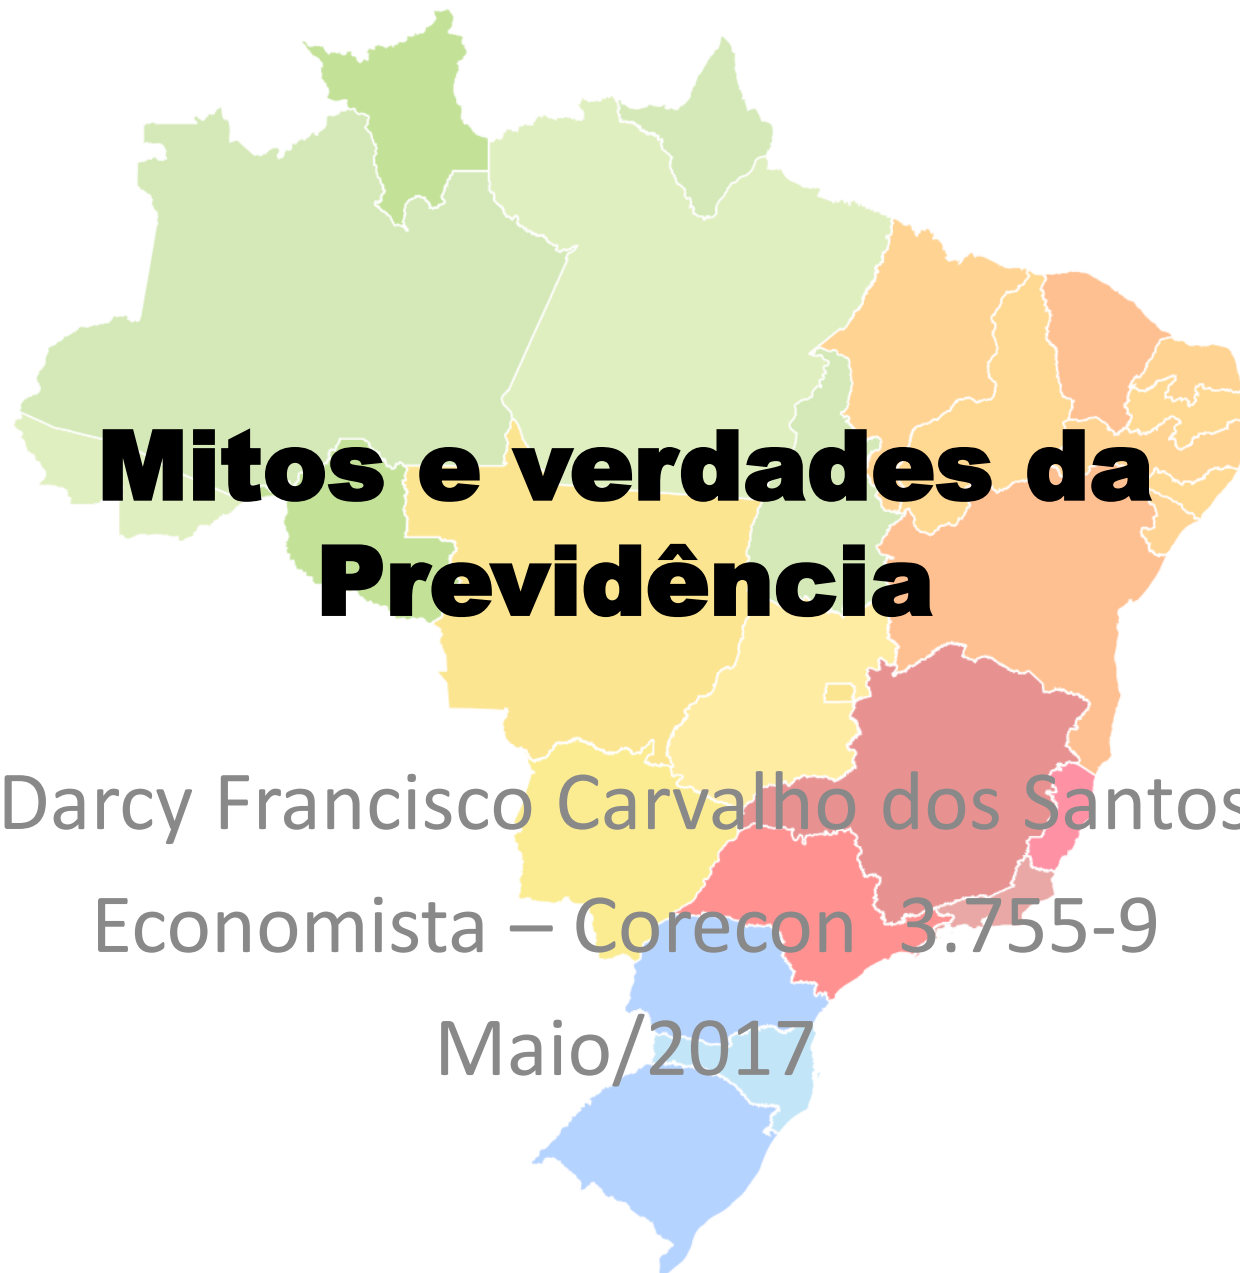 Mitos e verdades da
Previdência
Darcy Francisco Carvalho dos Santos
Economista – Corecon 3.755-9
Maio/2017